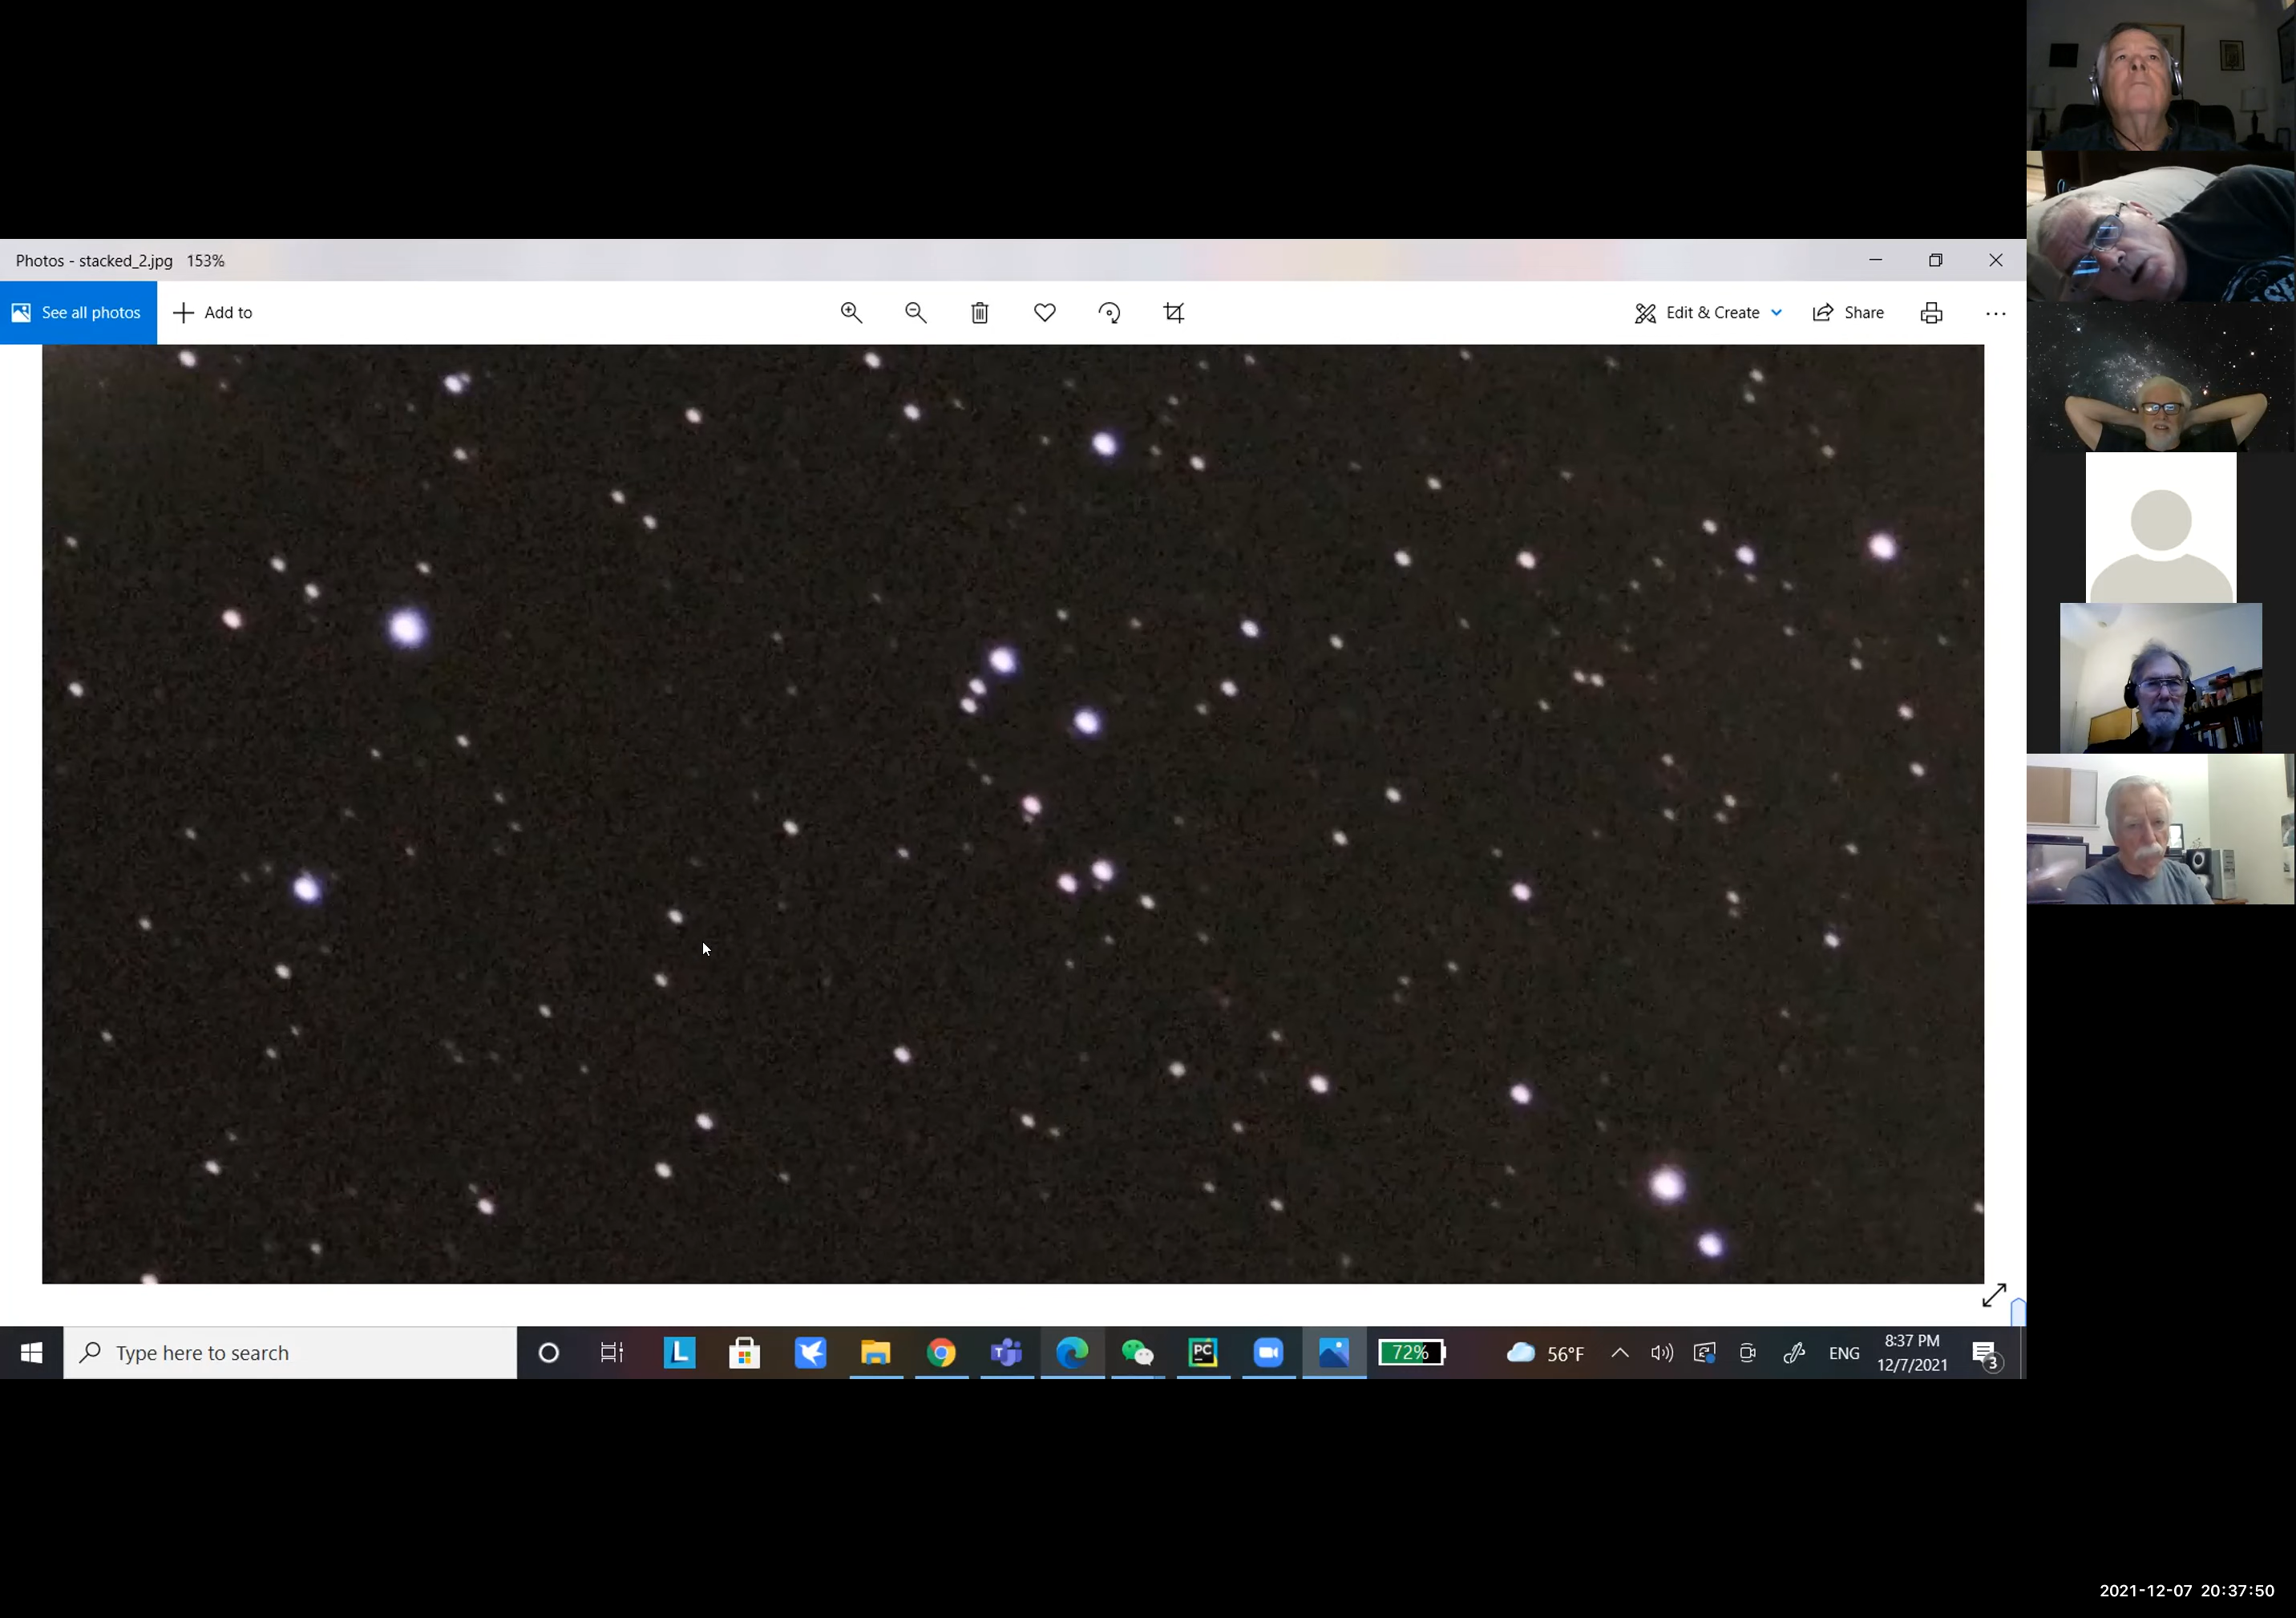 Photos - stacked_2.jpg 153%
See all photos
Add to
Edit & Create
Share
Type here to search
L
T
PC
72%
56°F
ENG
8:37 PM
12/7/2021
3
2021-12-07 20:37:50